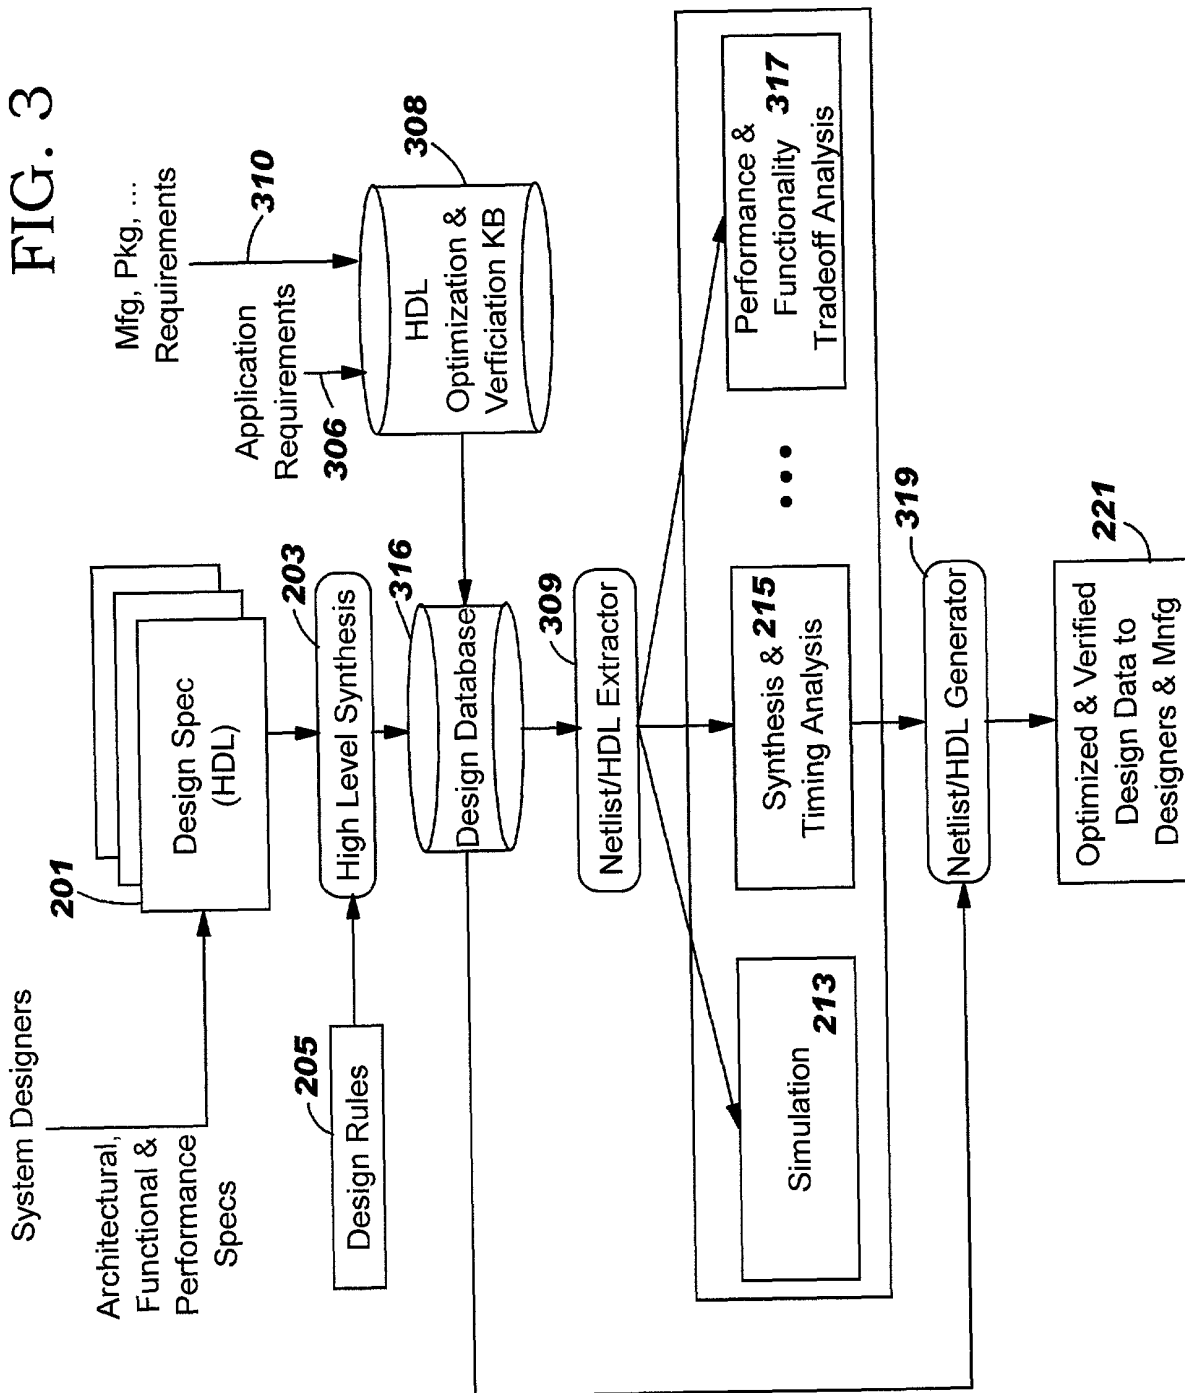 FIG. 3
System Designers
Architectural,
Functional &
Performance
Specs
201
Design Spec
(HDL)
Mfg, Pkg, ...
Requirements
310
Application
Requirements
306
308
HDL
Optimization &
Verficiation KB
205
Design Rules
203
High Level Synthesis
316
Design Database
309
Netlist/HDL Extractor
Simulation
213
Synthesis & 215
Timing Analysis
...
Performance &
Functionality 317
Tradeoff Analysis
319
Netlist/HDL Generator
221
Optimized & Verified
Design Data to
Designers & Mnfg